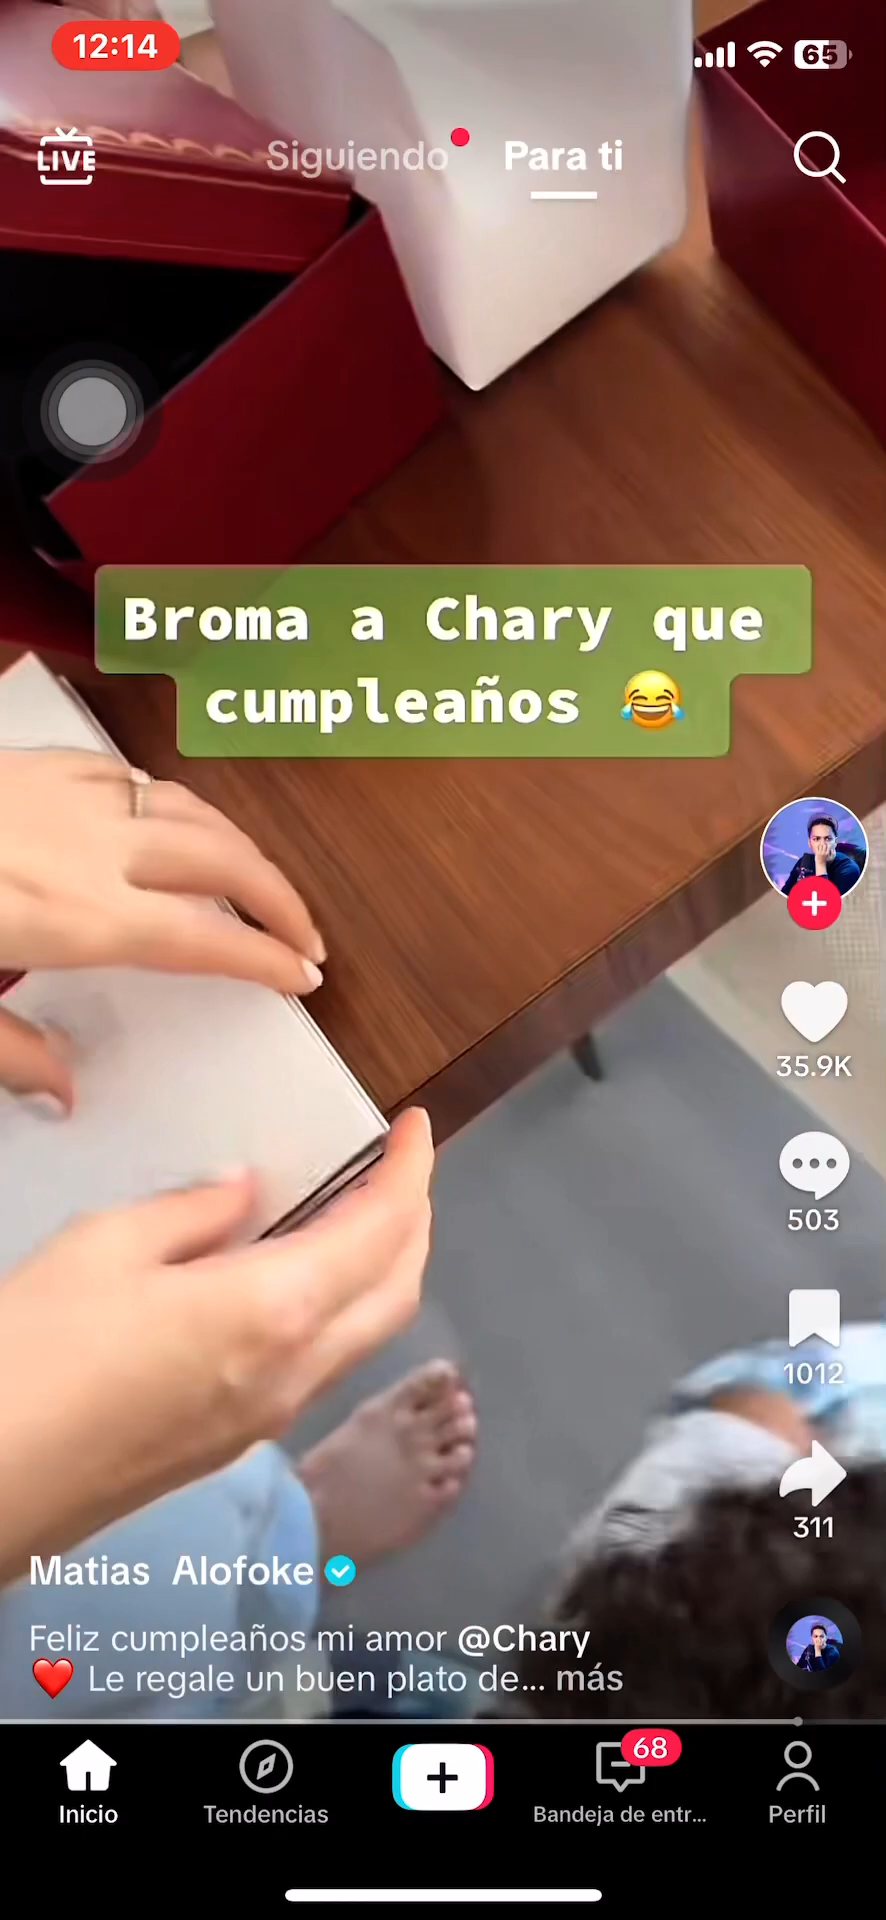 12:14
65
LIVE
Siguiendo
Para ti
Broma a Chary que
cumpleaños 😂
35.9K
503
1012
311
Matias Alofoke
Feliz cumpleaños mi amor @Chary
❤️ Le regale un buen plato de... más
Inicio
Tendencias
68
Bandeja de entr...
Perfil